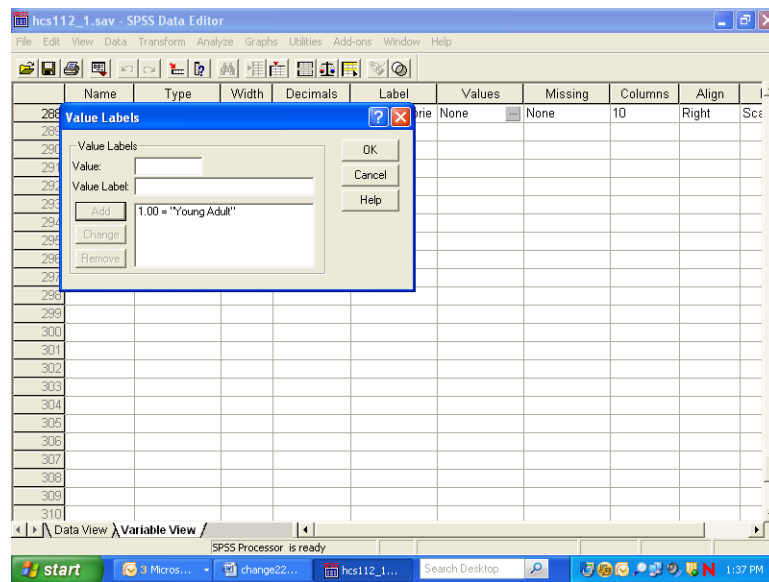 hcs112_1.sav - SPSS Data Editor
File Edit View Data Transform Analyze Graphs Utilities Add-ons Window Help
Name Type Width Decimals Label Values Missing Columns Align
288 None ... None 10 Right
Value Labels
Value Labels
Value:
Value Label:
Add
Change
Remove
1.00 = "Young Adult"
OK
Cancel
Help
289
290
291
292
293
294
295
296
297
298
299
300
301
302
303
304
305
306
307
308
309
310
Data View Variable View
SPSS Processor is ready
start 3 Micros... change22... hcs112_1... Search Desktop N 1:37 PM